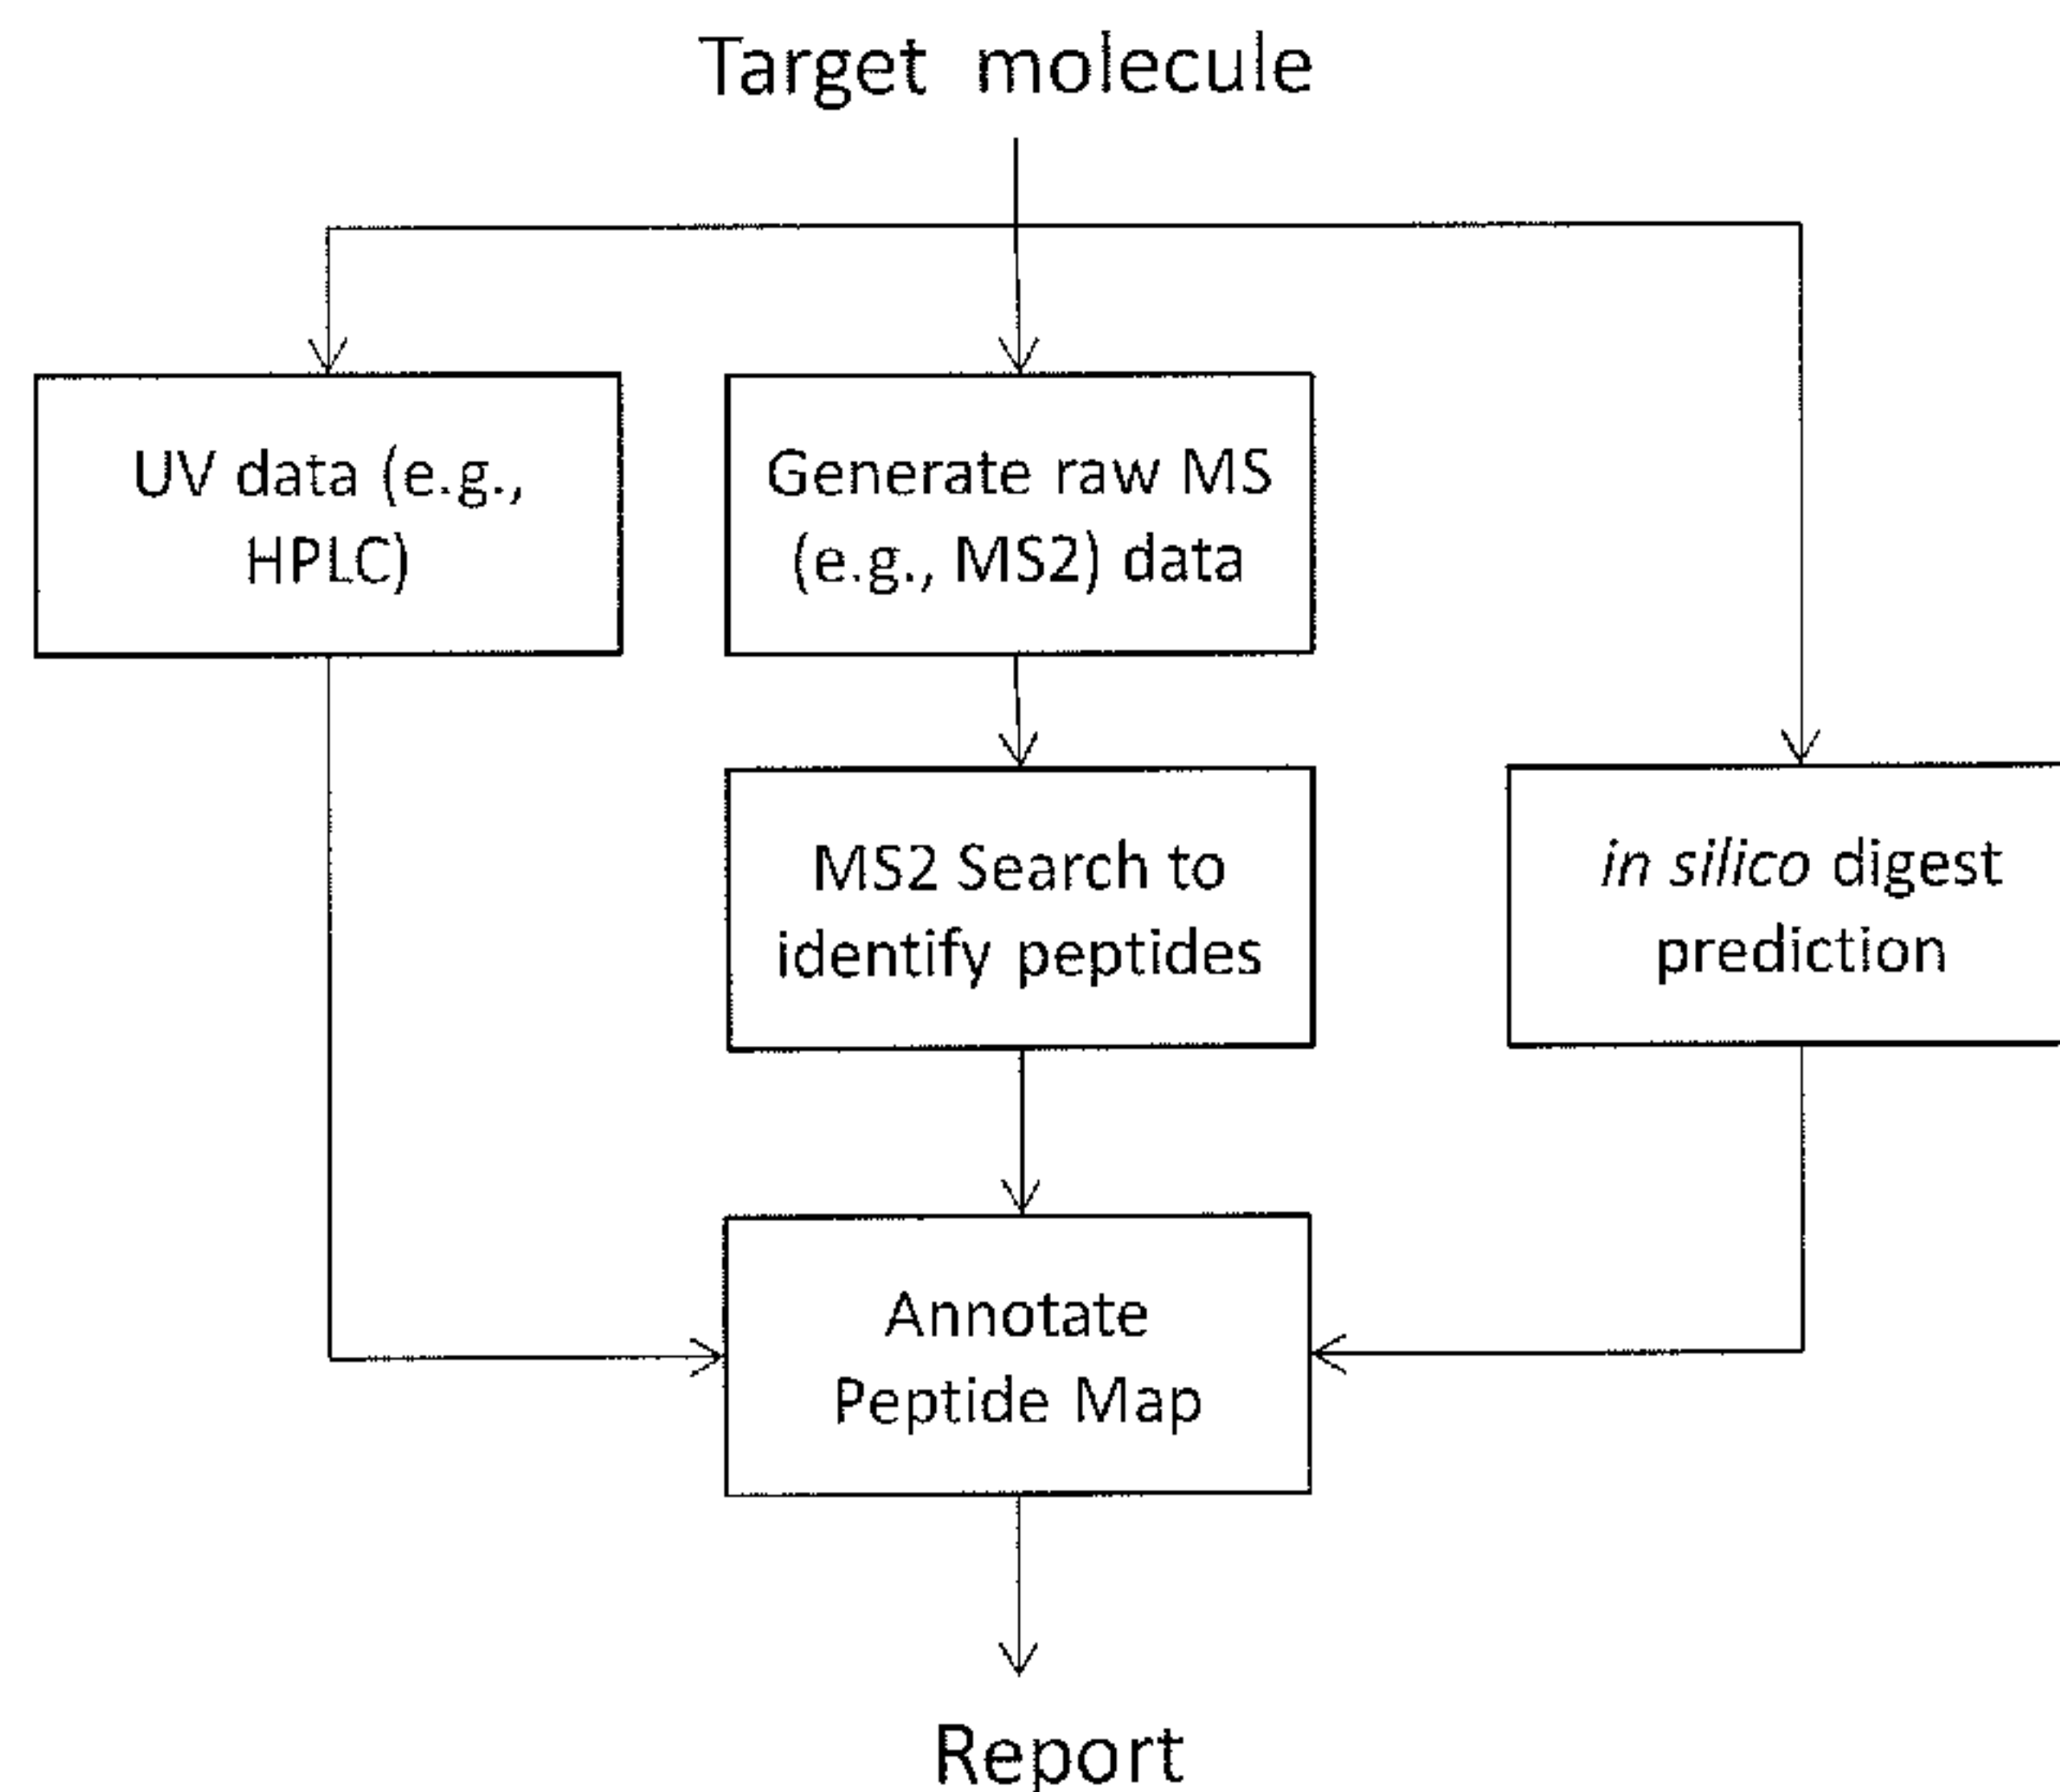 Target molecule
UV data (e.g.,
HPLC)
Generate raw MS
(e.g., MS2) data
MS2 Search to
identify peptides
in silico digest
prediction
Annotate
Peptide Map
Report